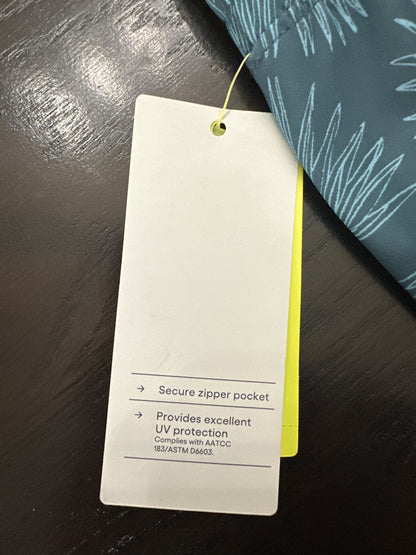 → Secure zipper pocket
→ Provides excellent
UV protection
Complies with AATCC
183/ASTM D6603.